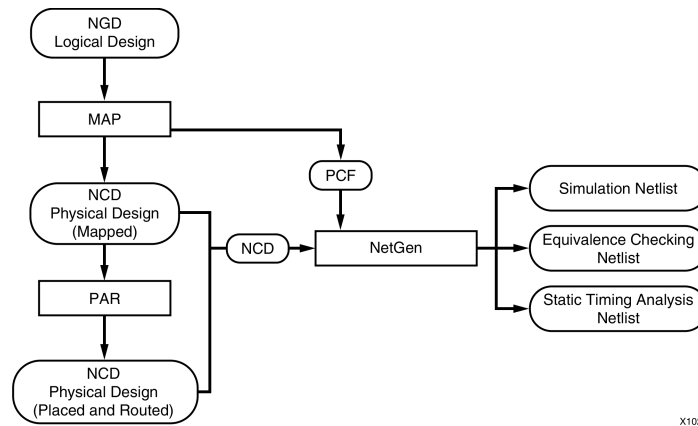 NGD
Logical Design
MAP
PCF
NCD
Physical Design
(Mapped)
NCD
NetGen
Simulation Netlist
Equivalence Checking
Netlist
Static Timing Analysis
Netlist
PAR
NCD
Physical Design
(Placed and Routed)